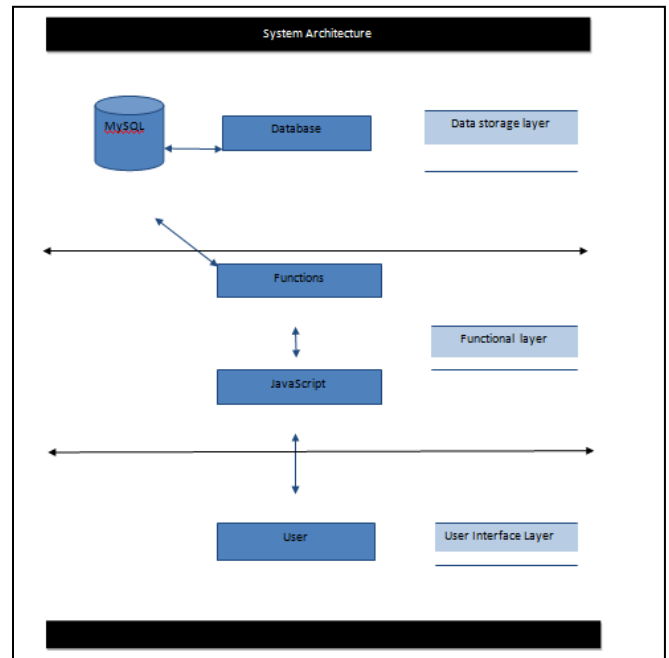 System Architecture
MySQL
Database
Data storage layer
Functions
Functional layer
JavaScript
User
User Interface Layer